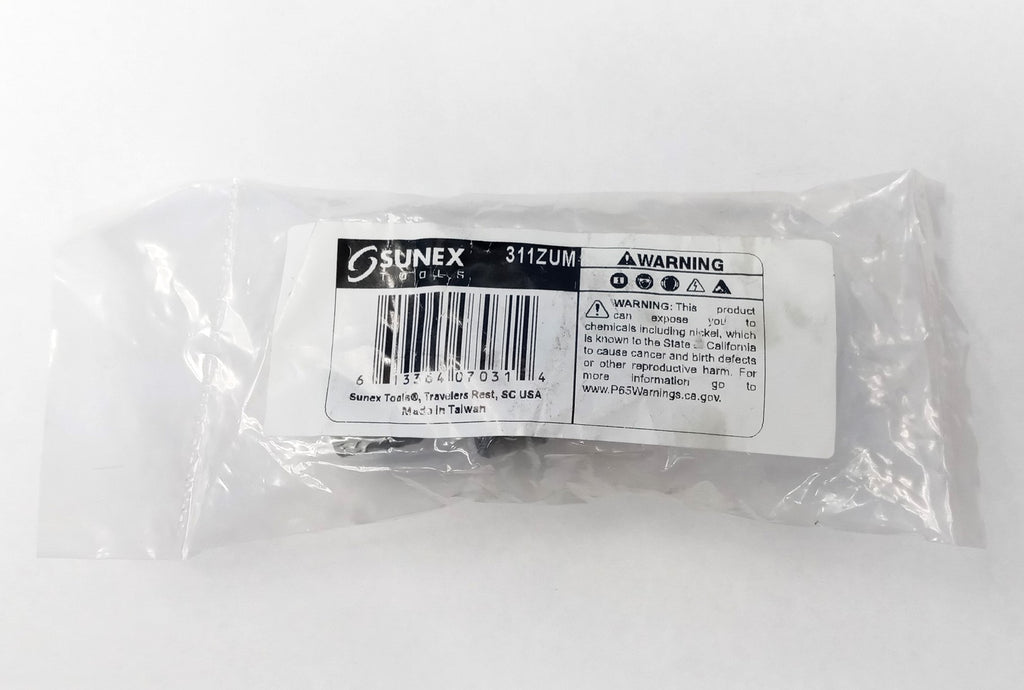 SUNEX 311ZUM
TOOLS
6 13364 07031 4
Sunex Tools®, Travelers Rest, SC USA
Made in Taiwan
WARNING
WARNING: This product
can expose you to
chemicals including nickel, which
is known to the State of California
to cause cancer and birth defects
or other reproductive harm. For
more information go to
www.P65Warnings.ca.gov.